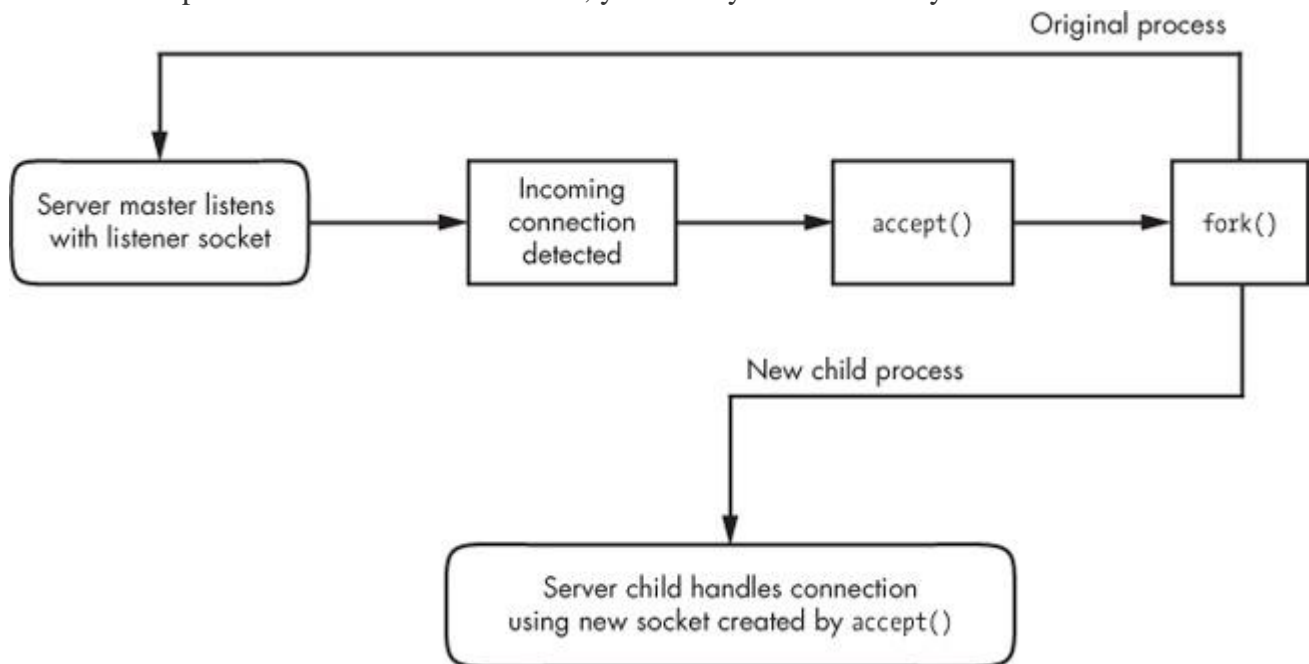 Original process
Server master listens
with listener socket
Incoming
connection
detected
accept()
fork()
New child process
Server child handles connection
using new socket created by accept()